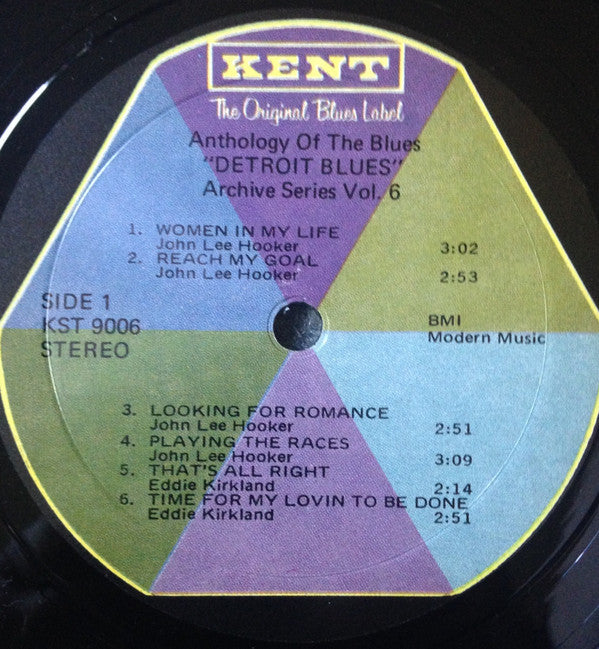 KENT
The Original Blues Label
Anthology Of The Blues
"DETROIT BLUES"
Archive Series Vol. 6
1. WOMEN IN MY LIFE
John Lee Hooker 3:02
2. REACH MY GOAL
John Lee Hooker 2:53
SIDE 1
KST 9006
STEREO
BMI
Modern Music
3. LOOKING FOR ROMANCE
John Lee Hooker 2:51
4. PLAYING THE RACES
John Lee Hooker 3:09
5. THAT'S ALL RIGHT
Eddie Kirkland 2:14
6. TIME FOR MY LOVIN TO BE DONE
Eddie Kirkland 2:51